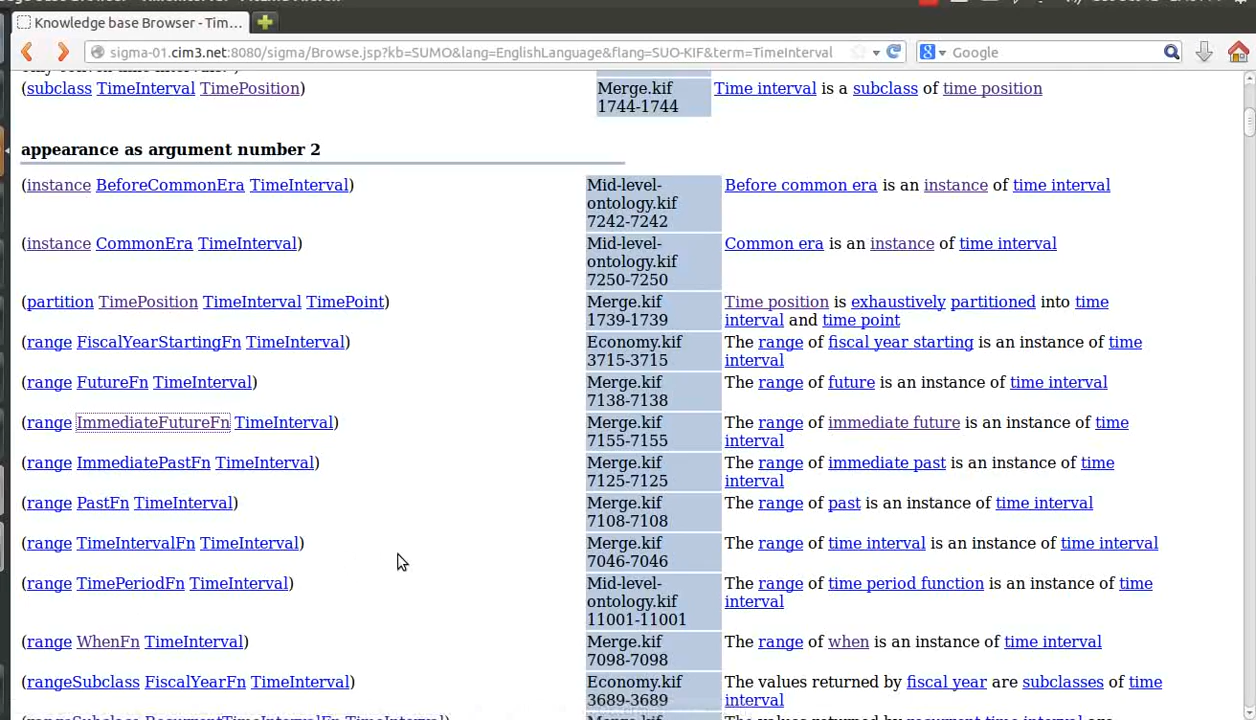 Knowledge base Browser - Tim...
sigma-01.cim3.net:8080/sigma/Browse.jsp?kb=SUMO&lang=EnglishLanguage&flang=SUO-KIF&term=TimeInterval
Google
(subclass TimeInterval TimePosition) Merge.kif Time interval is a subclass of time position
1744-1744
appearance as argument number 2
(instance BeforeCommonEra TimeInterval) Mid-level- Before common era is an instance of time interval
ontology.kif
7242-7242
(instance CommonEra TimeInterval) Mid-level- Common era is an instance of time interval
ontology.kif
7250-7250
(partition TimePosition TimeInterval TimePoint) Merge.kif Time position is exhaustively partitioned into time
1739-1739 interval and time point
(range FiscalYearStartingFn TimeInterval) Economy.kif The range of fiscal year starting is an instance of time
3715-3715 interval
(range FutureFn TimeInterval) Merge.kif The range of future is an instance of time interval
7138-7138
(range ImmediateFutureFn TimeInterval) Merge.kif The range of immediate future is an instance of time
7155-7155 interval
(range ImmediatePastFn TimeInterval) Merge.kif The range of immediate past is an instance of time
7125-7125 interval
(range PastFn TimeInterval) Merge.kif The range of past is an instance of time interval
7108-7108
(range TimeIntervalFn TimeInterval) Merge.kif The range of time interval is an instance of time interval
7046-7046
(range TimePeriodFn TimeInterval) Mid-level- The range of time period function is an instance of time
ontology.kif interval
11001-11001
(range WhenFn TimeInterval) Merge.kif The range of when is an instance of time interval
7098-7098
(rangeSubclass FiscalYearFn TimeInterval) Economy.kif The values returned by fiscal year are subclasses of time
3689-3689 interval